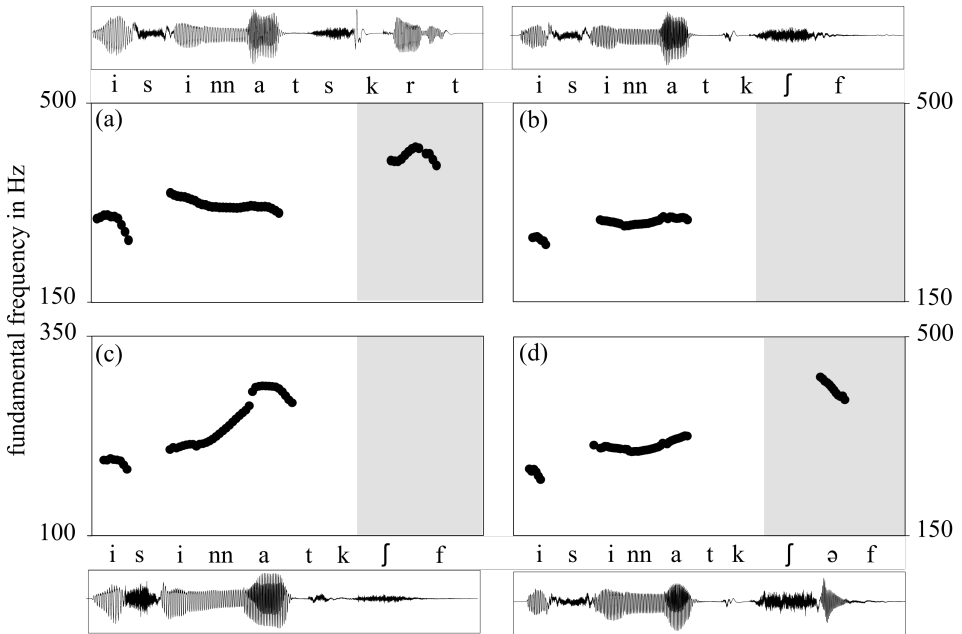 i s i nn a t s k r t
i s i nn a t k ʃ f
500
(a)
(b)
500
150
150
fundamental frequency in Hz
350
(c)
(d)
500
100
150
i s i nn a t k ʃ f
i s i nn a t k ʃ ə f